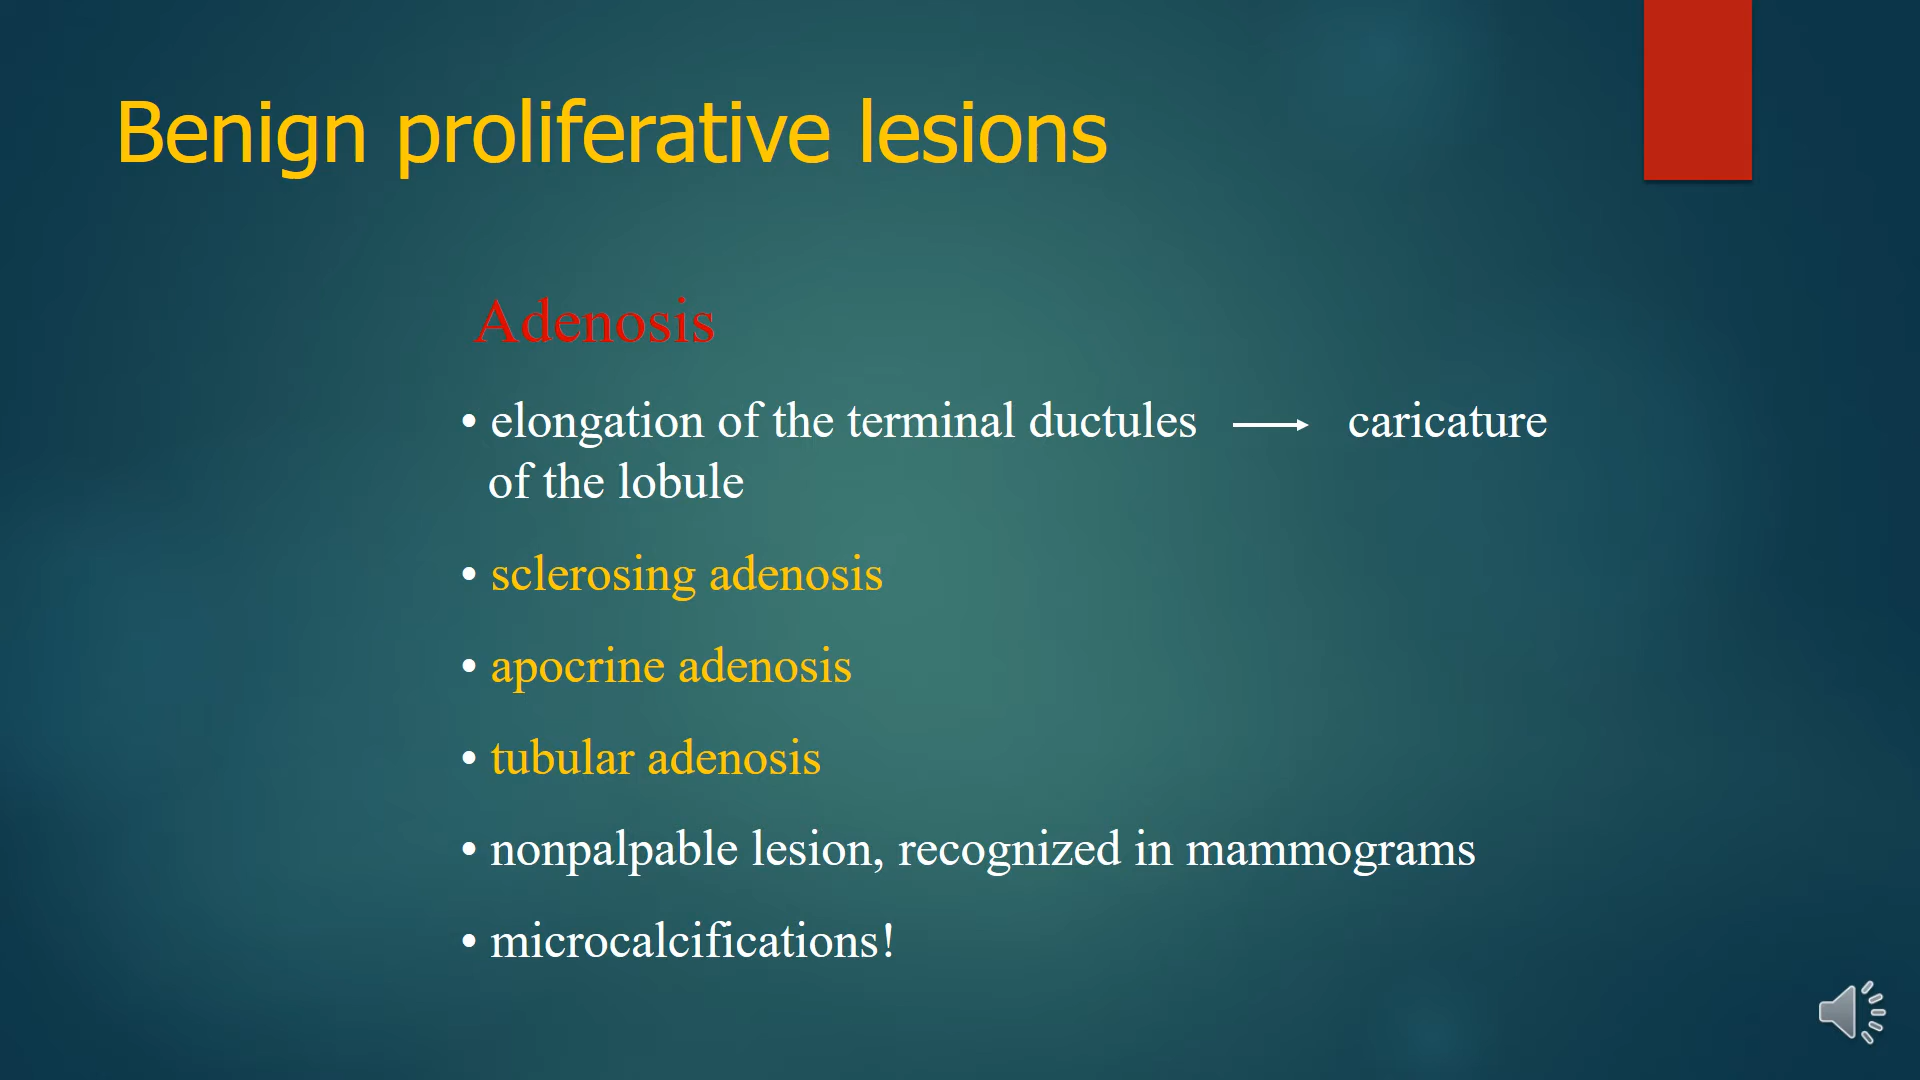 Benign proliferative lesions
Adenosis
• elongation of the terminal ductules → caricature
of the lobule
• sclerosing adenosis
• apocrine adenosis
• tubular adenosis
• nonpalpable lesion, recognized in mammograms
• microcalcifications!